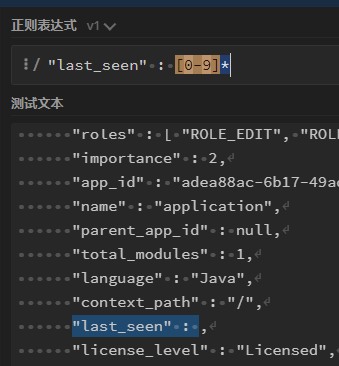 正则表达式 v1
"last_seen" : [0-9]*
测试文本
"roles" : [ "ROLE_EDIT", "ROL
"importance" : 2,
"app_id" : "adea88ac-6b17-49a
"name" : "application",
"parent_app_id" : null,
"total_modules" : 1,
"language" : "Java",
"context_path" : "/",
"last_seen" : ,
"license_level" : "Licensed",